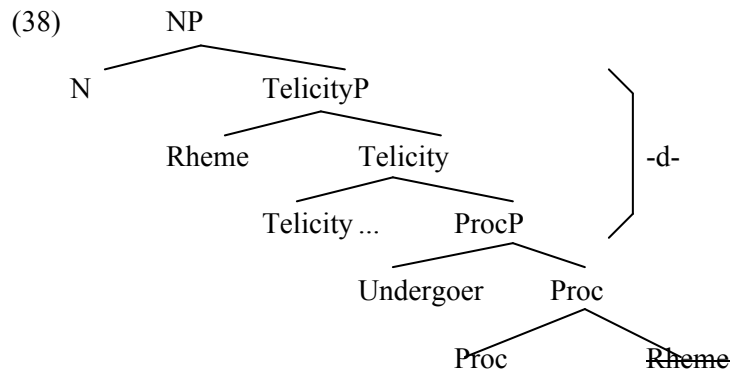 (38) NP
N TelicityP
Rheme Telicity -d-
Telicity ... ProcP
Undergoer Proc
Proc Rheme